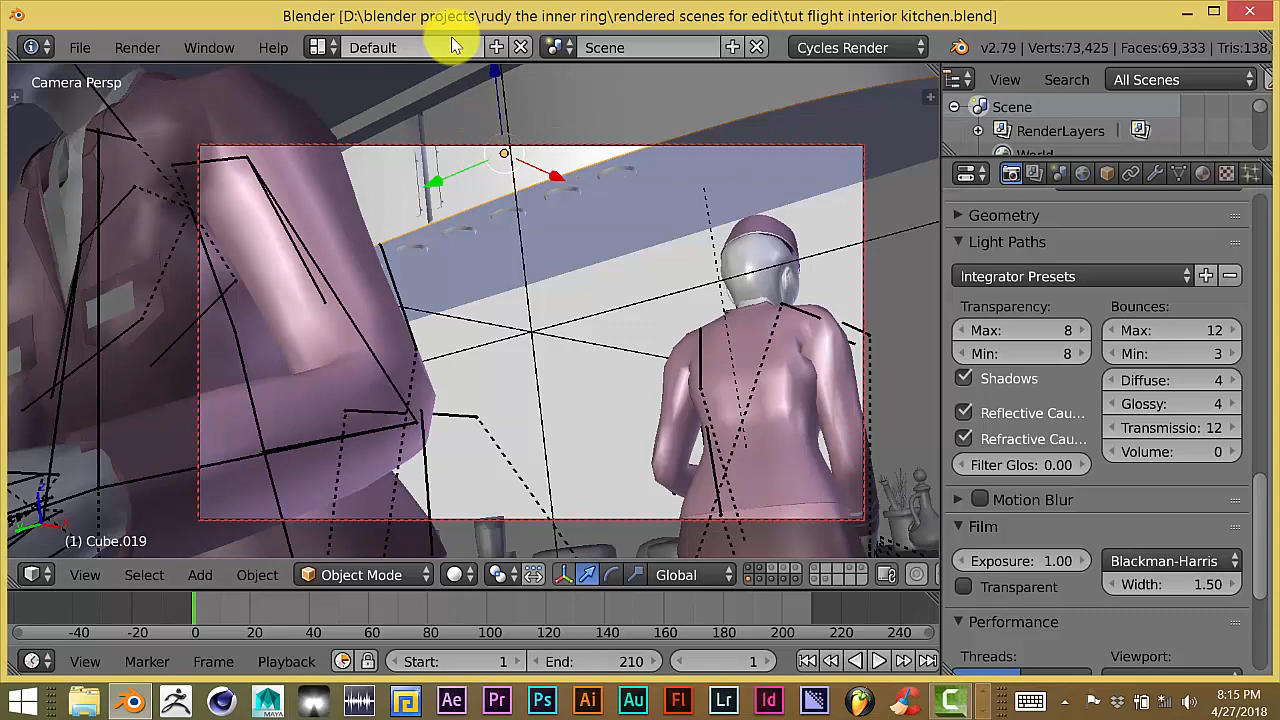 Blender [D:\blender projects\rudy the inner ring\rendered scenes for edit\tut flight interior kitchen.blend]
File Render Window Help Default Scene Cycles Render v2.79 | Verts:73,425 | Faces:69,333 | Tris:138,
Camera Persp
View Search All Scenes
Scene
RenderLayers
World
Geometry
Light Paths
Integrator Presets
Transparency: Bounces:
Max: 8 Max: 12
Min: 8 Min: 3
Shadows Diffuse: 4
Reflective Cau... Glossy: 4
Refractive Cau... Transmissio: 12
Filter Glos: 0.00 Volume: 0
Motion Blur
Film
Exposure: 1.00 Blackman-Harris
Transparent Width: 1.50
Performance
Threads: Viewport:
(1) Cube.019
View Select Add Object Object Mode Global
-40 -20 0 20 40 60 80 100 120 140 160 180 200 220 240
View Marker Frame Playback Start: 1 End: 210 1
MAYA Ae Pr Ps Ai Au Fl Lr Id
8:15 PM
4/27/2018